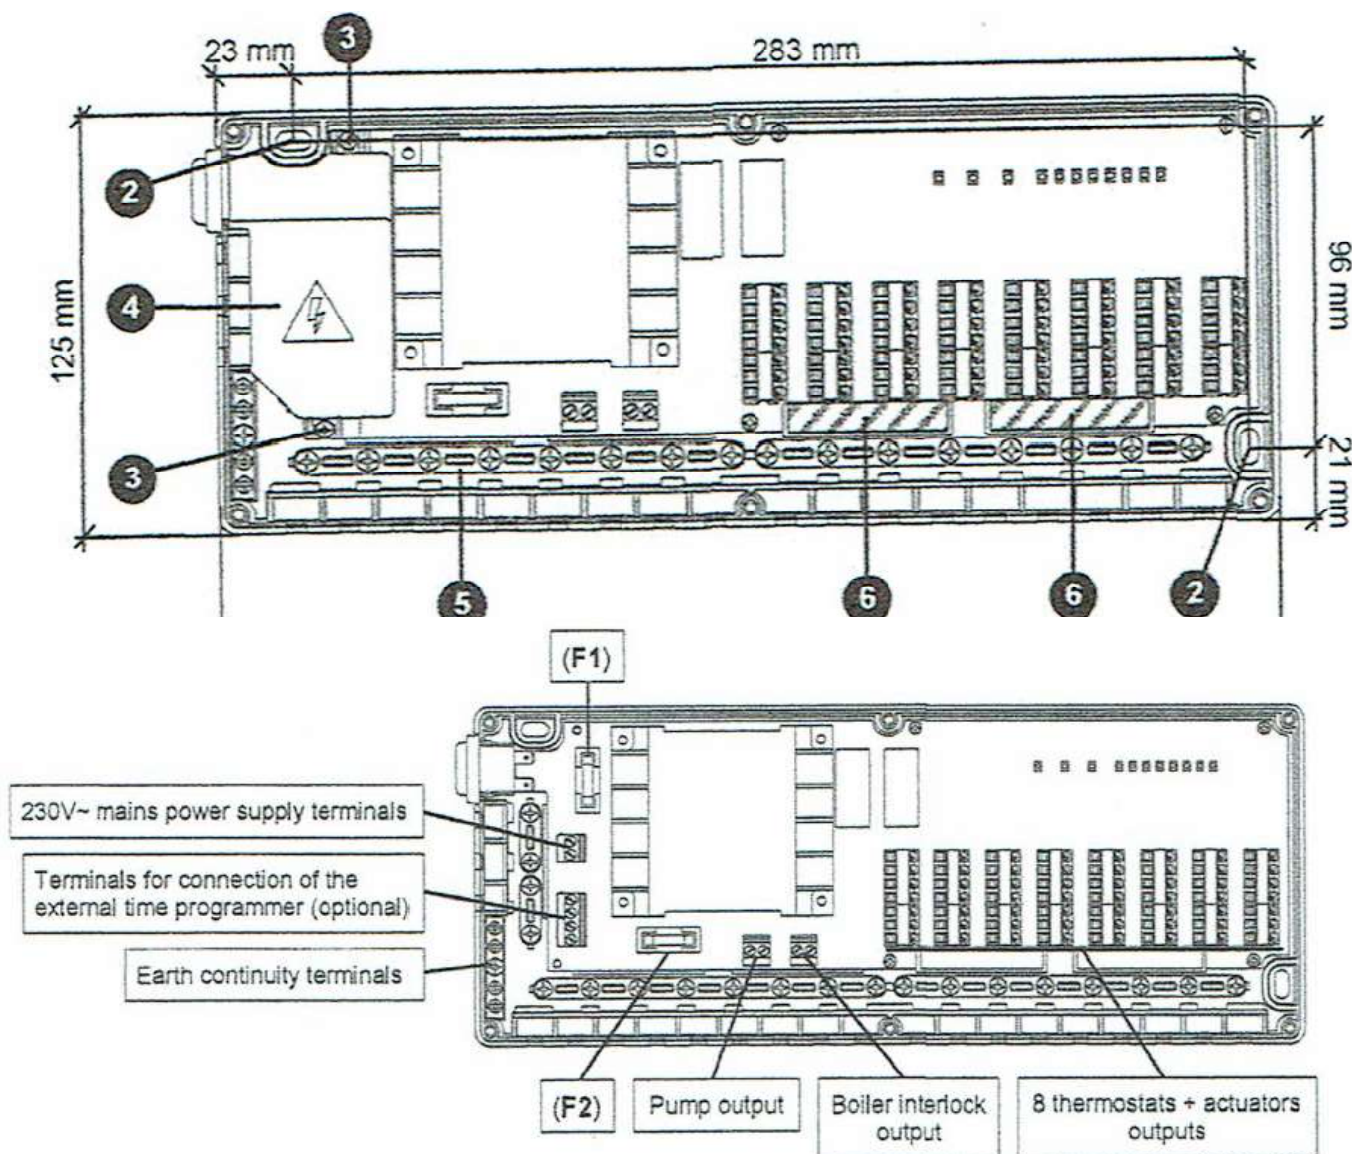 23 mm
3
283 mm
2
4
125 mm
96 mm
3
21 mm
5
6
6
2
(F1)
230V~ mains power supply terminals
Terminals for connection of the
external time programmer (optional)
Earth continuity terminals
(F2)
Pump output
Boiler interlock
output
8 thermostats + actuators
outputs